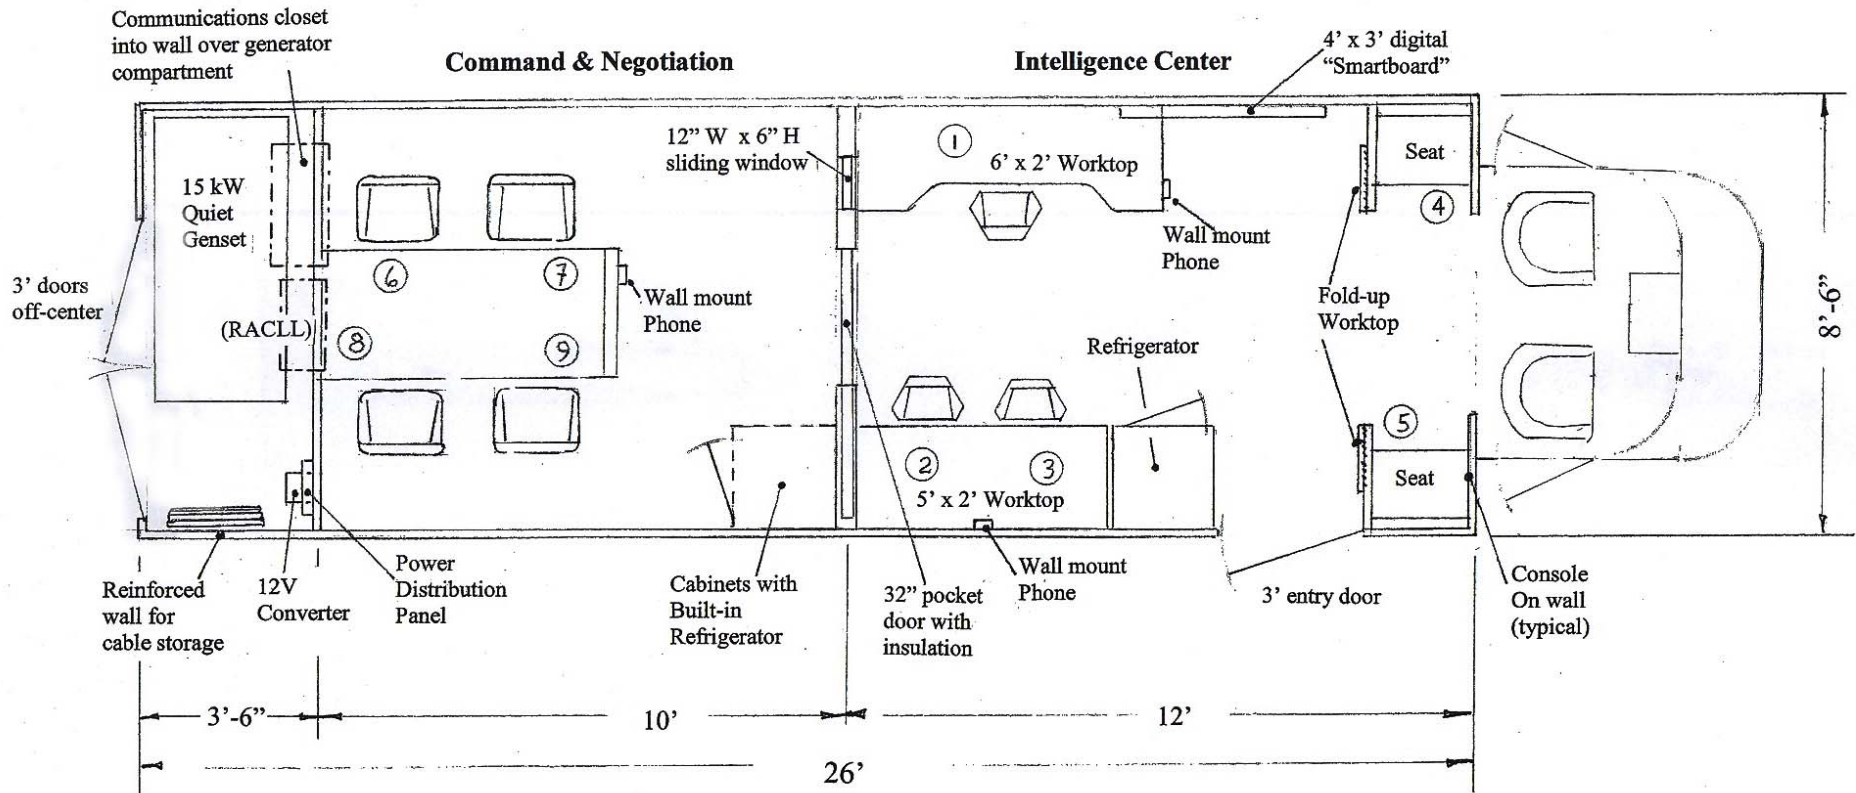 Communications closet
into wall over generator
compartment
Command & Negotiation
Intelligence Center
4’ x 3’ digital
“Smartboard”
12” W x 6” H
sliding window
1
6’ x 2’ Worktop
Seat
4
15 kW
Quiet
Genset
Wall mount
Phone
3’ doors
off-center
6
7
Wall mount
Phone
Fold-up
Worktop
8’-6”
(RACLL)
8
9
Refrigerator
5
2
3
5’ x 2’ Worktop
Seat
Reinforced
wall for
cable storage
12V
Converter
Power
Distribution
Panel
Cabinets with
Built-in
Refrigerator
32” pocket
door with
insulation
Wall mount
Phone
3’ entry door
Console
On wall
(typical)
3’-6”
10’
12’
26’